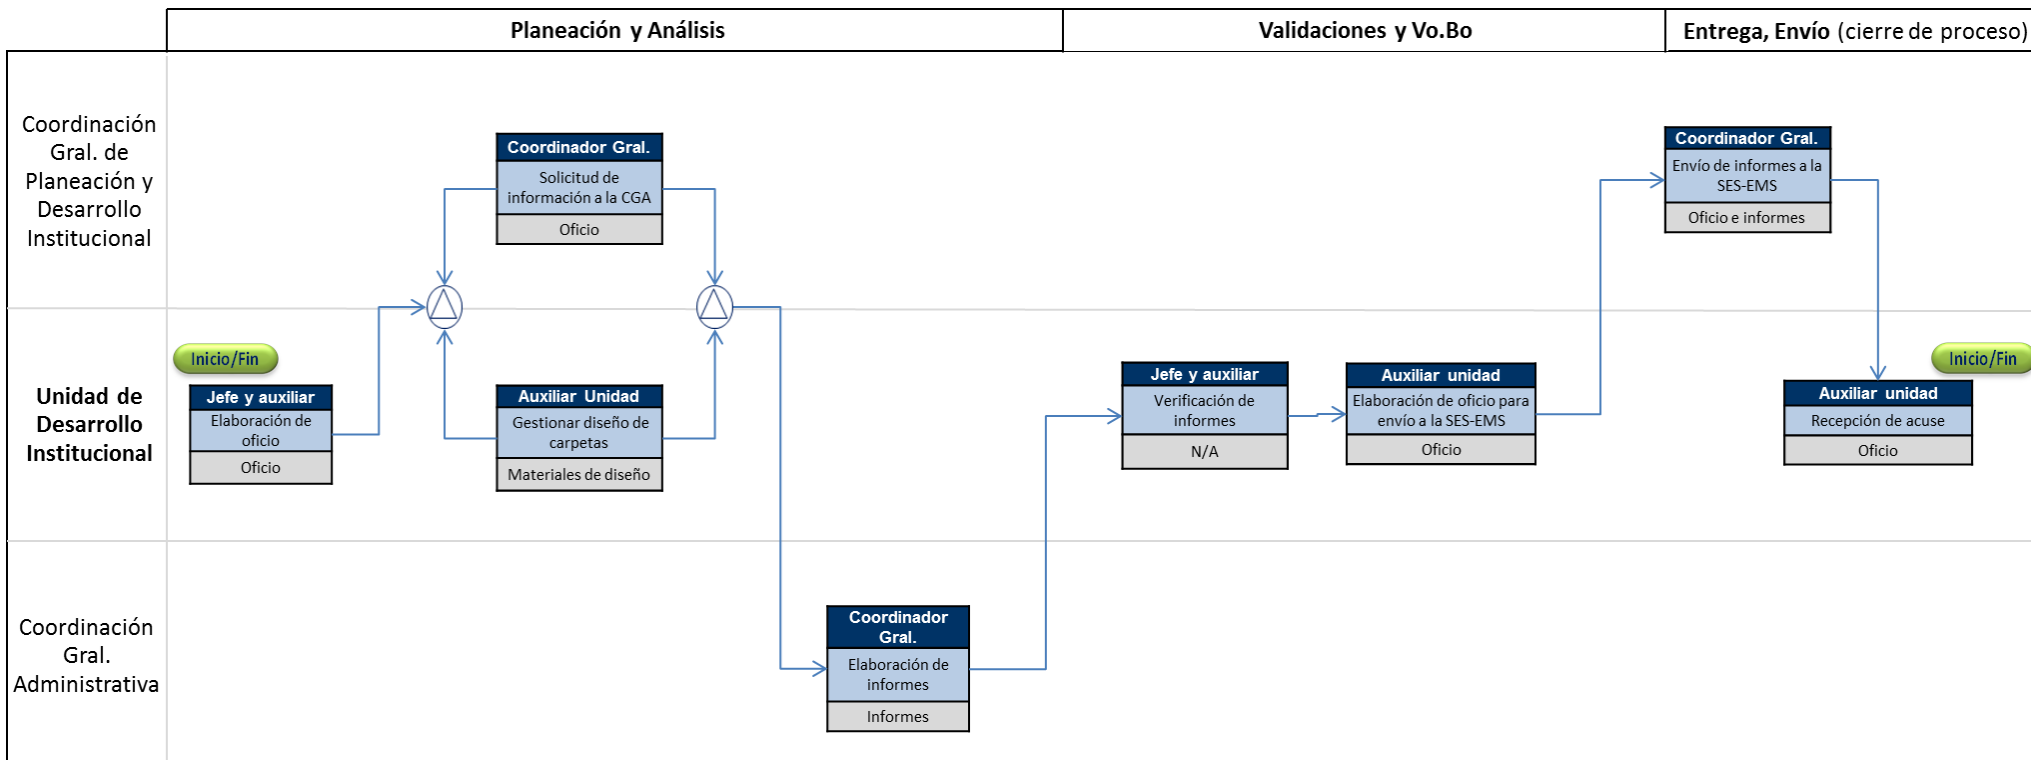 Planeación y Análisis
Validaciones y Vo.Bo
Entrega, Envío (cierre de proceso)
Coordinación
Gral. de
Planeación y
Desarrollo
Institucional
Coordinador Gral.
Solicitud de
información a la CGA
Oficio
Coordinador Gral.
Envío de informes a la
SES-EMS
Oficio e informes
Unidad de
Desarrollo
Institucional
Inicio/Fin
Jefe y auxiliar
Elaboración de
oficio
Oficio
Auxiliar Unidad
Gestionar diseño de
carpetas
Materiales de diseño
Jefe y auxiliar
Verificación de
informes
N/A
Auxiliar unidad
Elaboración de oficio para
envío a la SES-EMS
Oficio
Inicio/Fin
Auxiliar unidad
Recepción de acuse
Oficio
Coordinación
Gral.
Administrativa
Coordinador
Gral.
Elaboración de
informes
Informes